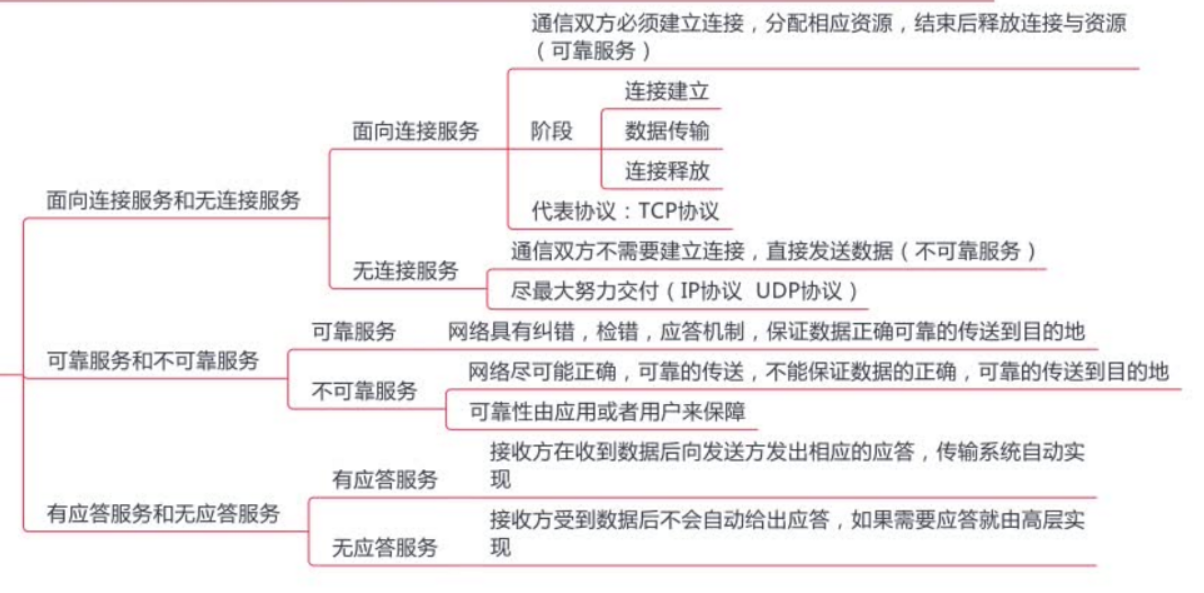 通信双方必须建立连接，分配相应资源，结束后释放连接与资源
（可靠服务）
连接建立
面向连接服务
阶段
数据传输
连接释放
面向连接服务和无连接服务
代表协议：TCP协议
通信双方不需要建立连接，直接发送数据（不可靠服务）
无连接服务
尽最大努力交付（IP协议 UDP协议）
可靠服务
网络具有纠错，检错，应答机制，保证数据正确可靠的传送到目的地
可靠服务和不可靠服务
网络尽可能正确，可靠的传送，不能保证数据的正确，可靠的传送到目的地
不可靠服务
可靠性由应用或者用户来保障
接收方在收到数据后向发送方发出相应的应答，传输系统自动实
现
有应答服务
有应答服务和无应答服务
接收方受到数据后不会自动给出应答，如果需要应答就由高层实
现
无应答服务